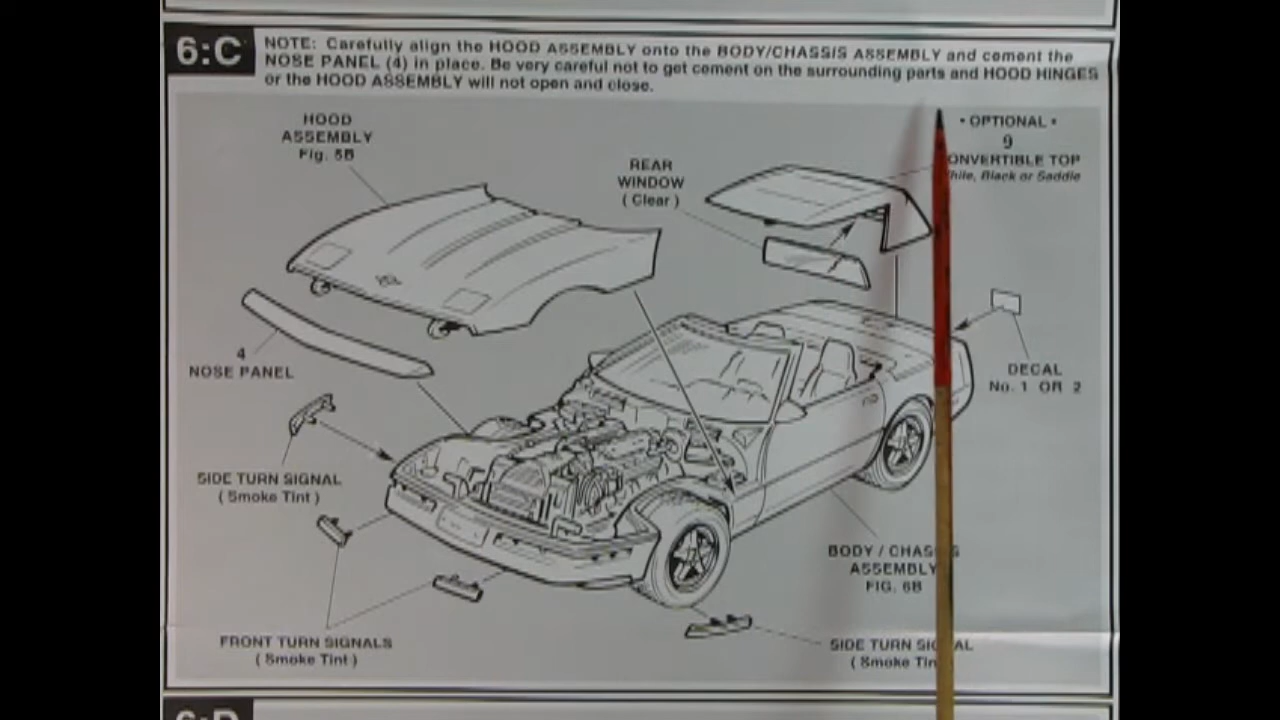 6:C
NOTE: Carefully align the HOOD ASSEMBLY onto the BODY/CHASSIS ASSEMBLY and cement the
NOSE PANEL (4) in place. Be very careful not to get cement on the surrounding parts and HOOD HINGES
or the HOOD ASSEMBLY will not open and close.
HOOD
ASSEMBLY
Fig. 5B
REAR
WINDOW
( Clear )
• OPTIONAL •
9
ONVERTIBLE TOP
hite, Black or Saddle
4
NOSE PANEL
DECAL
No. 1 OR 2
SIDE TURN SIGNAL
( Smoke Tint )
BODY / CHASSIS
ASSEMBLY
FIG. 6B
FRONT TURN SIGNALS
( Smoke Tint )
SIDE TURN SIGNAL
( Smoke Tin
6:D